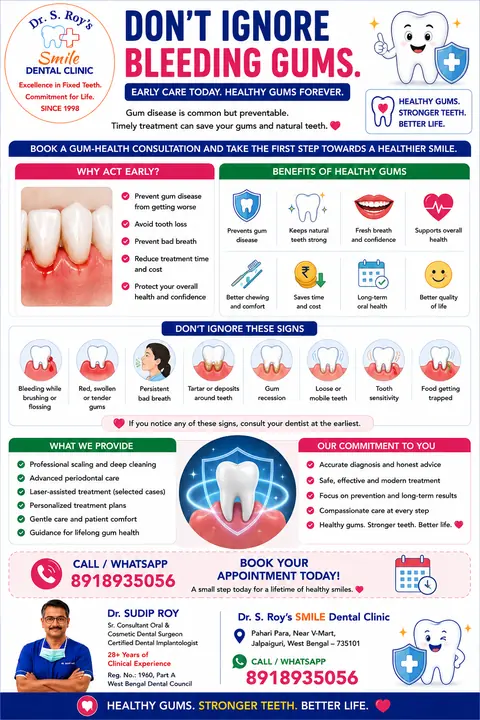 Dr. S. Roy's
Smile
DENTAL CLINIC
Excellence in Fixed Teeth.
Commitment for Life.
SINCE 1998
DON'T IGNORE
BLEEDING GUMS.
EARLY CARE TODAY. HEALTHY GUMS FOREVER.
Gum disease is common but preventable.
Timely treatment can save your gums and natural teeth.
HEALTHY GUMS.
STRONGER TEETH.
BETTER LIFE.
BOOK A GUM-HEALTH CONSULTATION AND TAKE THE FIRST STEP TOWARDS A HEALTHIER SMILE.
WHY ACT EARLY?
Prevent gum disease
from getting worse
Avoid tooth loss
Prevent bad breath
Reduce treatment time
and cost
Protect your overall
health and confidence
BENEFITS OF HEALTHY GUMS
Prevents gum
disease
Keeps natural
teeth strong
Fresh breath
and confidence
Supports overall
health
Better chewing
and comfort
₹
Saves time
and cost
Long-term
oral health
Better quality
of life
DON'T IGNORE THESE SIGNS
Bleeding while
brushing or
flossing
Red, swollen
or tender
gums
Persistent
bad breath
Tartar or deposits
around teeth
Gum
recession
Loose or
mobile teeth
Tooth
sensitivity
Food getting
trapped
If you notice any of these signs, consult your dentist at the earliest.
WHAT WE PROVIDE
Professional scaling and deep cleaning
Advanced periodontal care
Laser-assisted treatment (selected cases)
Personalized treatment plans
Gentle care and patient comfort
Guidance for lifelong gum health
OUR COMMITMENT TO YOU
Accurate diagnosis and honest advice
Safe, effective and modern treatment
Focus on prevention and long-term results
Compassionate care at every step
Healthy gums. Stronger teeth. Better life.
CALL / WHATSAPP
8918935056
BOOK YOUR
APPOINTMENT TODAY!
A small step today for a lifetime of healthy smiles.
Dr. SUDIP ROY
Sr. Consultant Oral &
Cosmetic Dental Surgeon
Certified Dental Implantologist
28+ Years of
Clinical Experience
Reg. No.: 1960, Part A
West Bengal Dental Council
Dr. S. Roy's SMILE Dental Clinic
Pahari Para, Near V-Mart,
Jalpaiguri, West Bengal – 735101
CALL / WHATSAPP
8918935056
HEALTHY GUMS. STRONGER TEETH. BETTER LIFE.